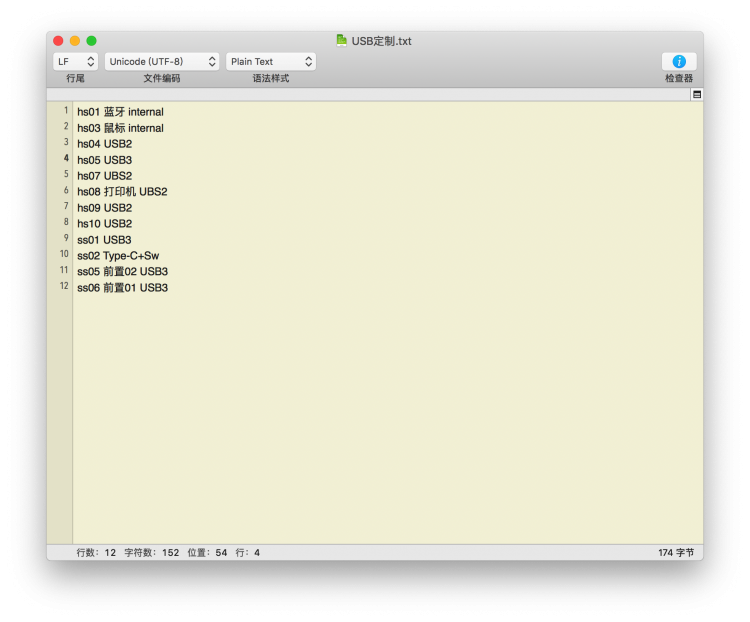 USB定制.txt
LF Unicode (UTF-8) Plain Text
行尾 文件编码 语法样式 检查器
1 hs01 蓝牙 internal
2 hs03 鼠标 internal
3 hs04 USB2
4 hs05 USB3
5 hs07 UBS2
6 hs08 打印机 UBS2
7 hs09 USB2
8 hs10 USB2
9 ss01 USB3
10 ss02 Type-C+Sw
11 ss05 前置02 USB3
12 ss06 前置01 USB3
行数: 12 字符数: 152 位置: 54 行: 4 174 字节